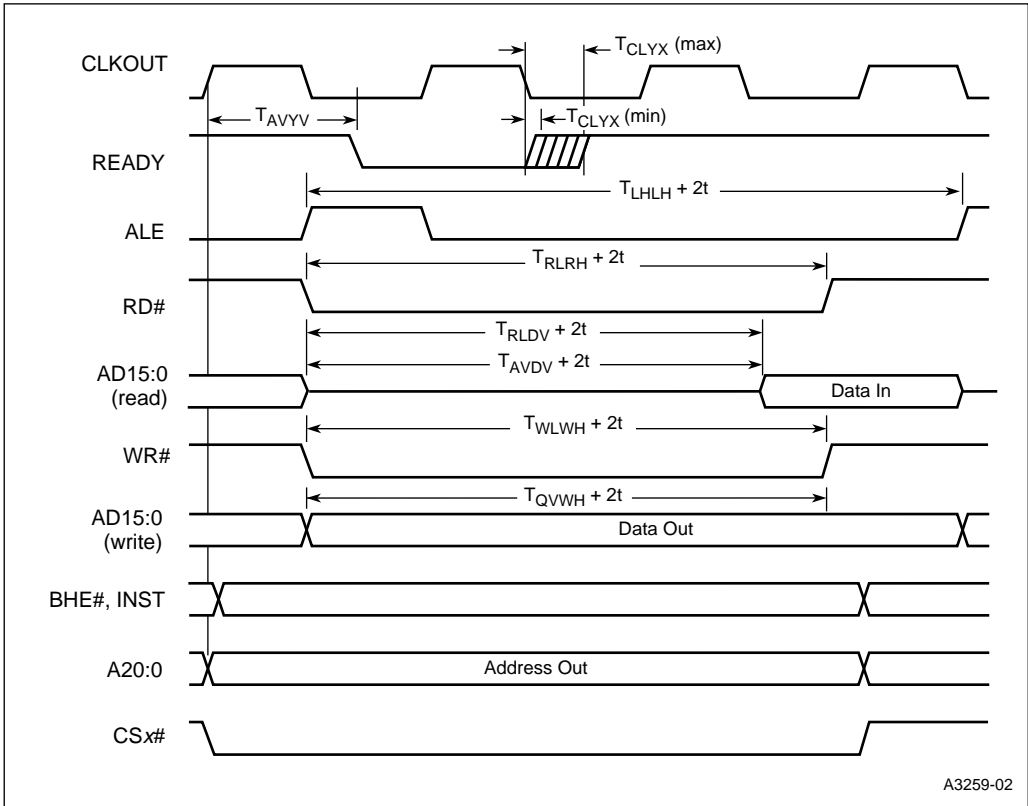 T_CLYX (max)
CLKOUT
T_AVYV
T_CLYX (min)
READY
T_LHLH + 2t
ALE
T_RLRH + 2t
RD#
T_RLDV + 2t
T_AVDV + 2t
AD15:0
(read)
Data In
T_WLWH + 2t
WR#
T_QVWH + 2t
AD15:0
(write)
Data Out
BHE#, INST
A20:0
Address Out
CSx#
A3259-02